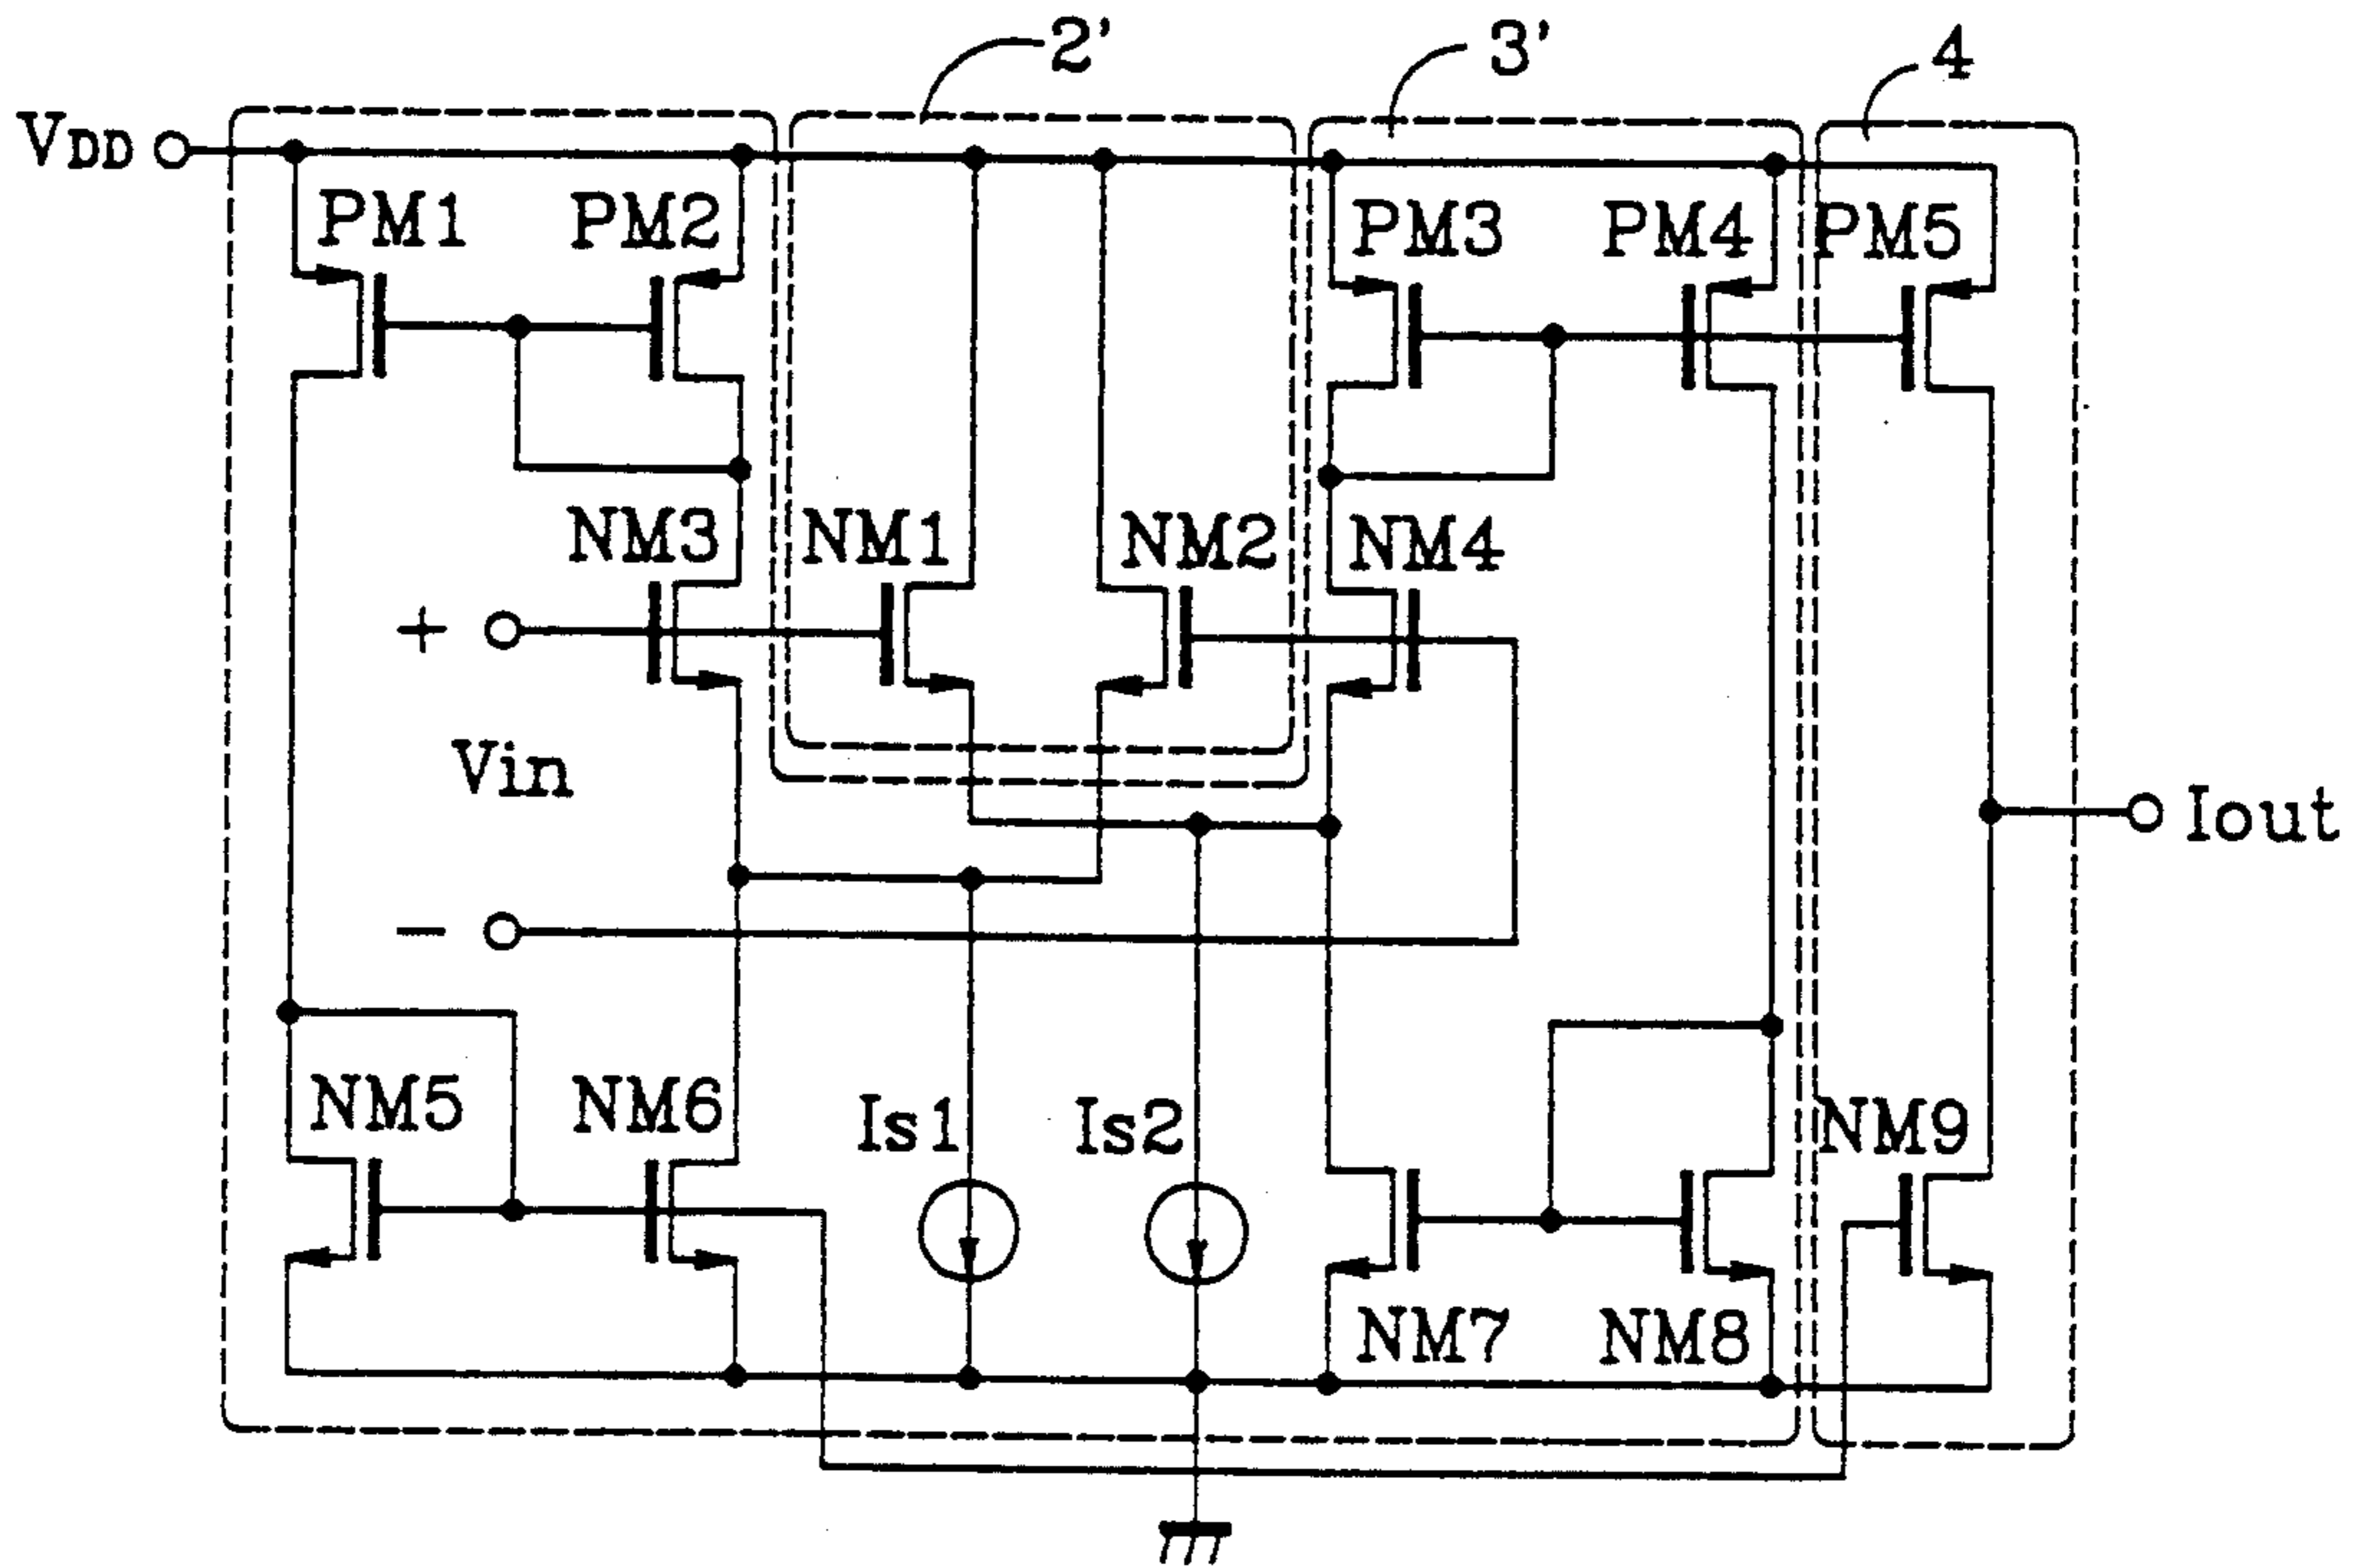 2' 3' 4
VDD
PM1 PM2 PM3 PM4 PM5
NM3 NM1 NM2 NM4
+
Vin
Iout
−
NM5 NM6 Is1 Is2 NM9
NM7 NM8